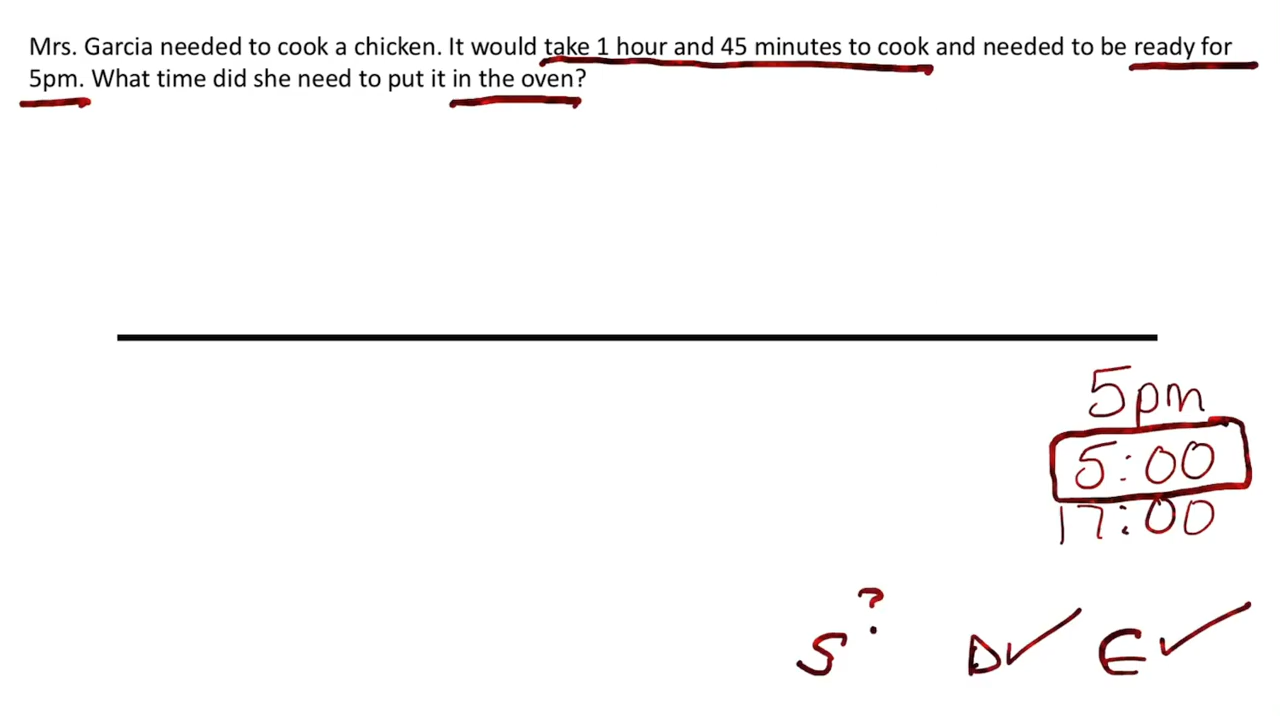 Mrs. Garcia needed to cook a chicken. It would take 1 hour and 45 minutes to cook and needed to be ready for
5pm. What time did she need to put it in the oven?
5pm
5:00
17:00
S ? D ✓ E ✓